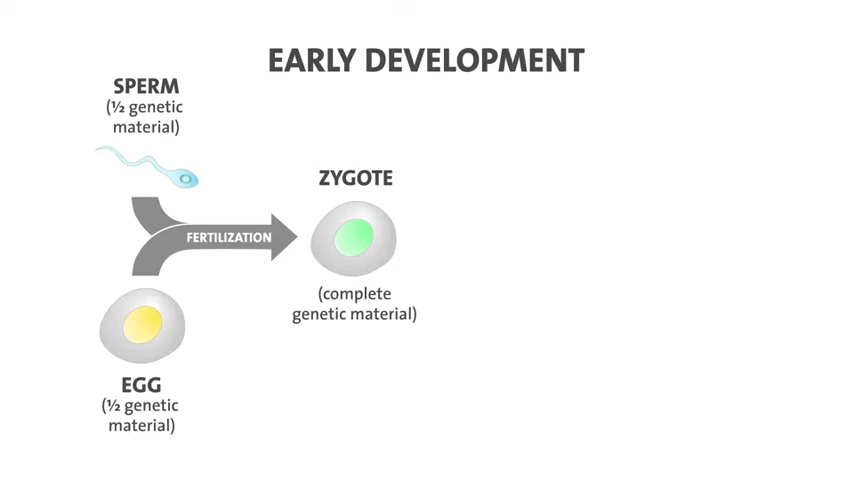 EARLY DEVELOPMENT
SPERM
(½ genetic
material)
ZYGOTE
FERTILIZATION
(complete
genetic material)
EGG
(½ genetic
material)